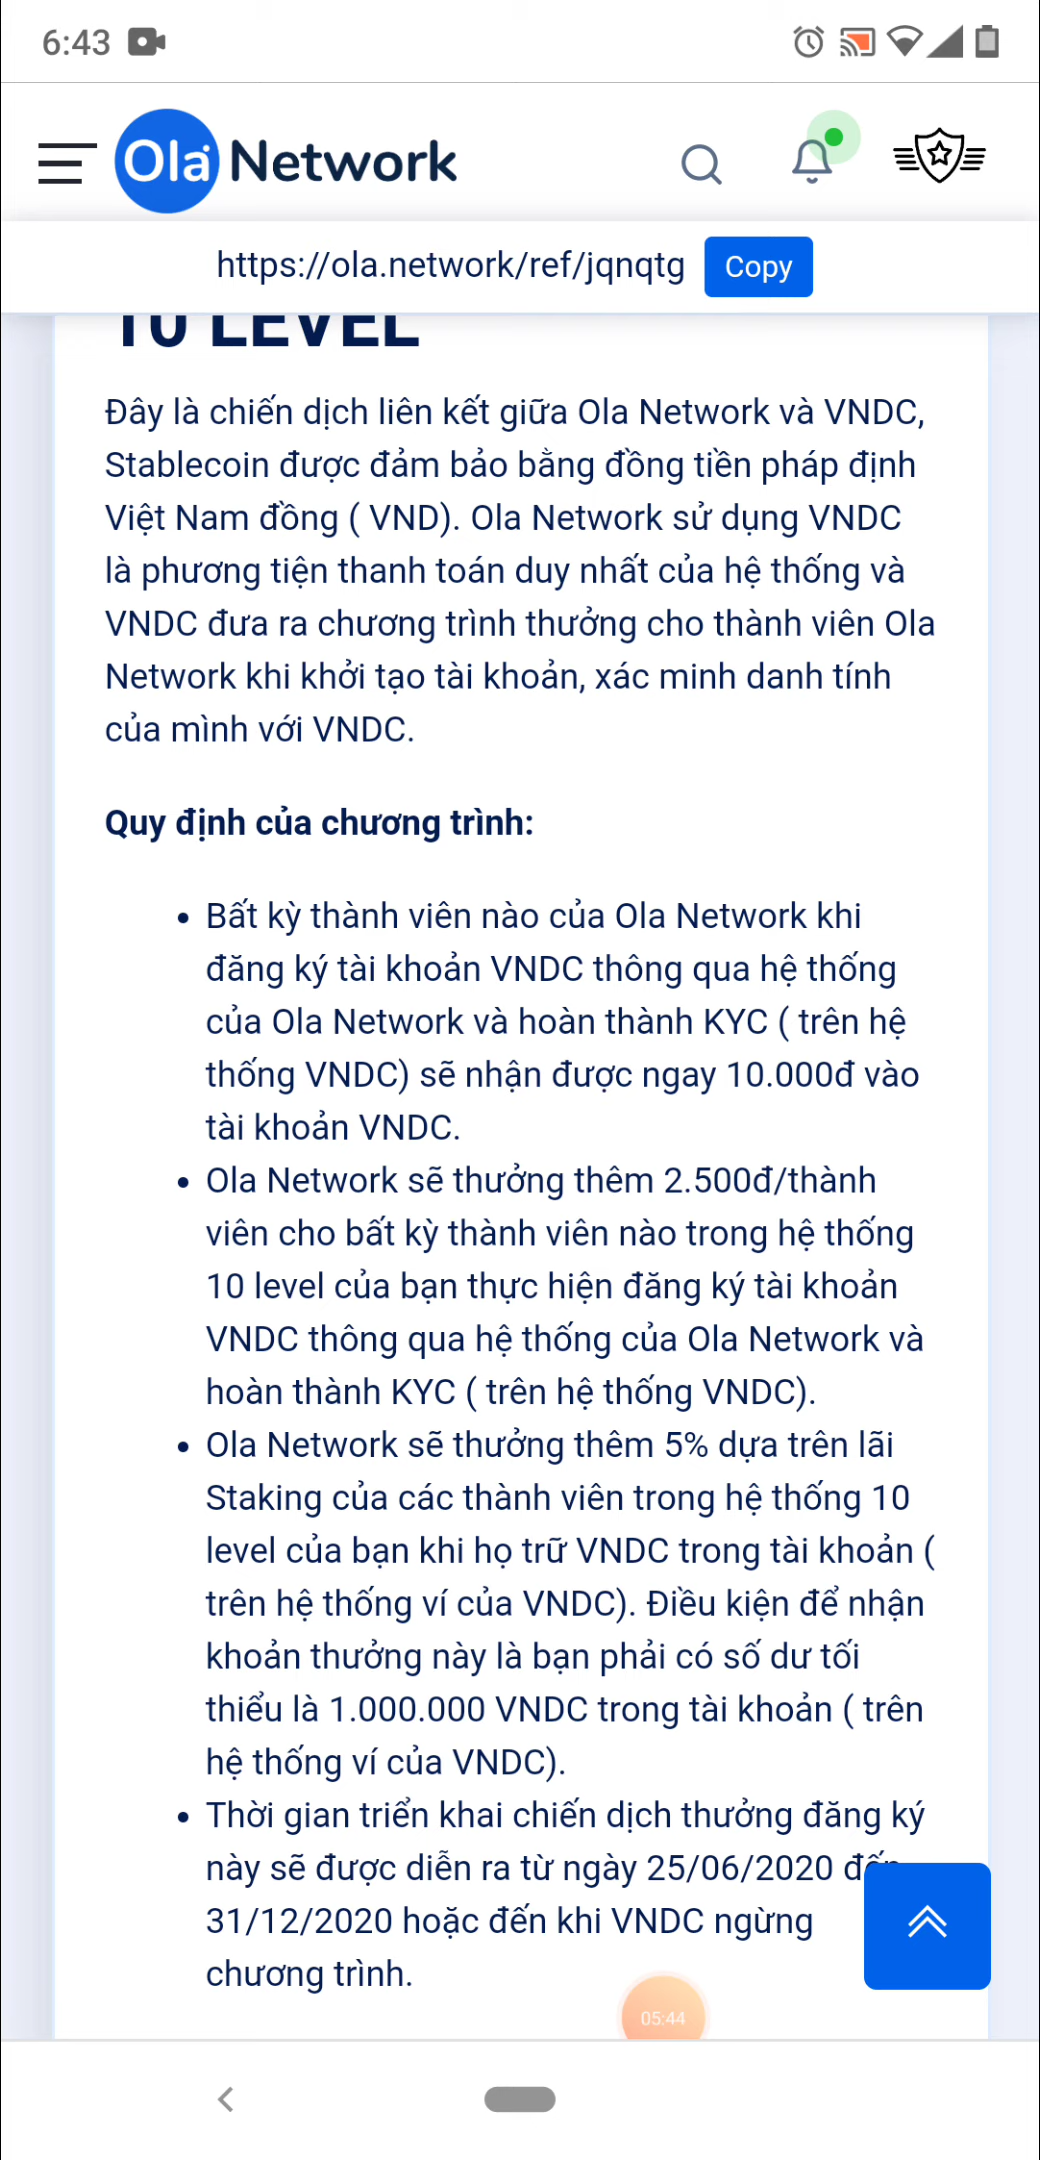 6:43
Ola Network
https://ola.network/ref/jqnqtg Copy
10 LEVEL
Đây là chiến dịch liên kết giữa Ola Network và VNDC,
Stablecoin được đảm bảo bằng đồng tiền pháp định
Việt Nam đồng ( VND). Ola Network sử dụng VNDC
là phương tiện thanh toán duy nhất của hệ thống và
VNDC đưa ra chương trình thưởng cho thành viên Ola
Network khi khởi tạo tài khoản, xác minh danh tính
của mình với VNDC.
Quy định của chương trình:
• Bất kỳ thành viên nào của Ola Network khi
đăng ký tài khoản VNDC thông qua hệ thống
của Ola Network và hoàn thành KYC ( trên hệ
thống VNDC) sẽ nhận được ngay 10.000đ vào
tài khoản VNDC.
• Ola Network sẽ thưởng thêm 2.500đ/thành
viên cho bất kỳ thành viên nào trong hệ thống
10 level của bạn thực hiện đăng ký tài khoản
VNDC thông qua hệ thống của Ola Network và
hoàn thành KYC ( trên hệ thống VNDC).
• Ola Network sẽ thưởng thêm 5% dựa trên lãi
Staking của các thành viên trong hệ thống 10
level của bạn khi họ trữ VNDC trong tài khoản (
trên hệ thống ví của VNDC). Điều kiện để nhận
khoản thưởng này là bạn phải có số dư tối
thiểu là 1.000.000 VNDC trong tài khoản ( trên
hệ thống ví của VNDC).
• Thời gian triển khai chiến dịch thưởng đăng ký
này sẽ được diễn ra từ ngày 25/06/2020 đến
31/12/2020 hoặc đến khi VNDC ngừng
chương trình.
05:44